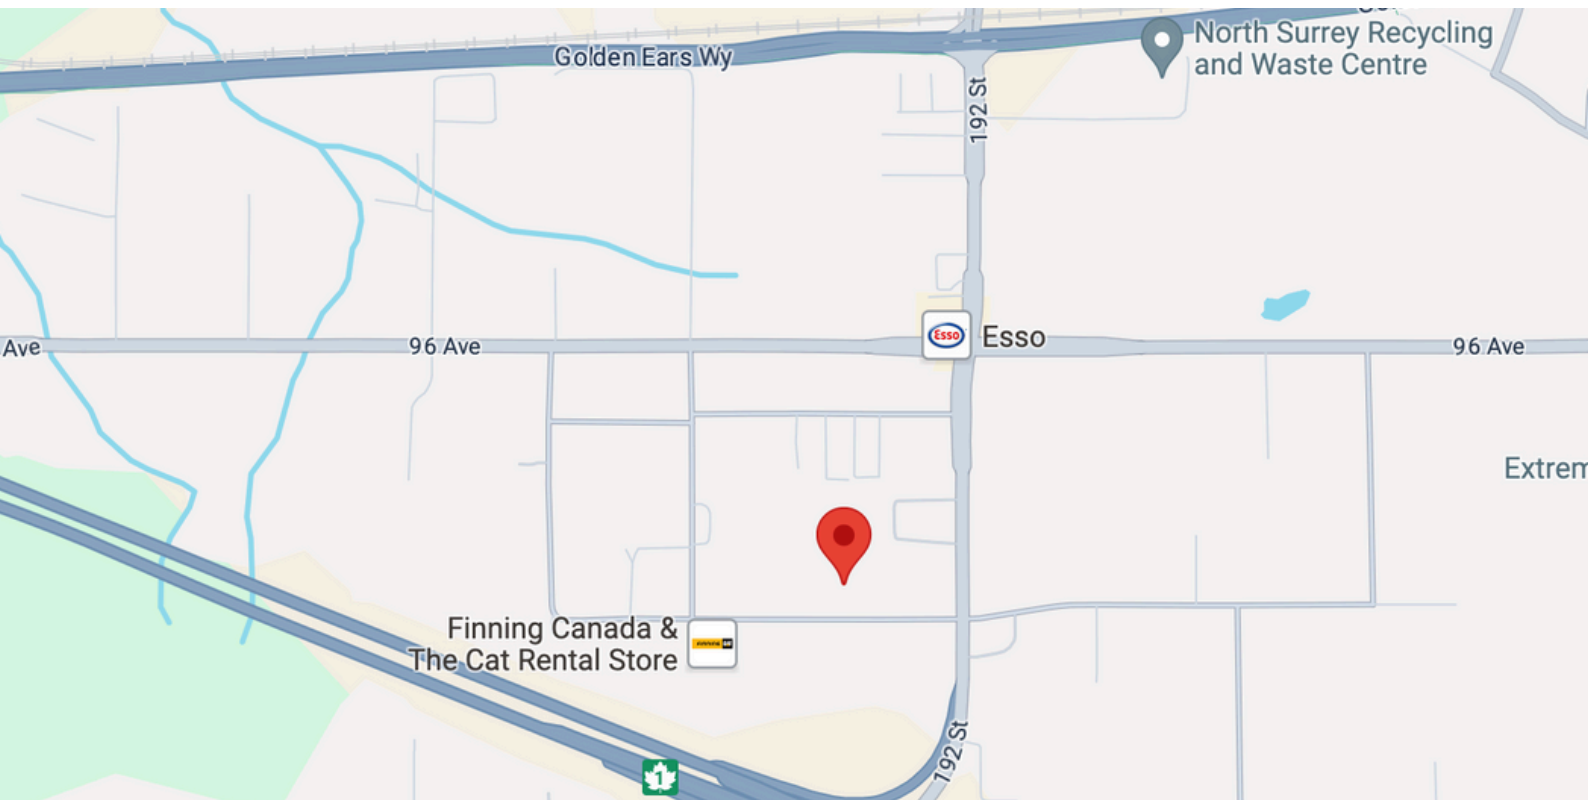 Golden Ears Wy
North Surrey Recycling
and Waste Centre
192 St
Esso
Esso
Ave
96 Ave
96 Ave
Extrem
Finning Canada &
The Cat Rental Store
192 St
1